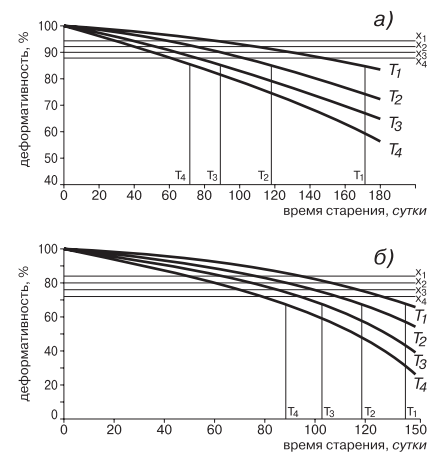 а)
деформативность, %
100
90
80
70
60
50
40
x1
x2
x3
x4
T1
T2
T3
T4
T4 T3 T2 T1
0 20 40 60 80 100 120 140 160 180
время старения, сутки
б)
деформативность, %
100
80
60
40
20
0
x1
x2
x3
x4
T1
T2
T3
T4
T4 T3 T2 T1
0 20 40 60 80 100 120 150
время старения, сутки